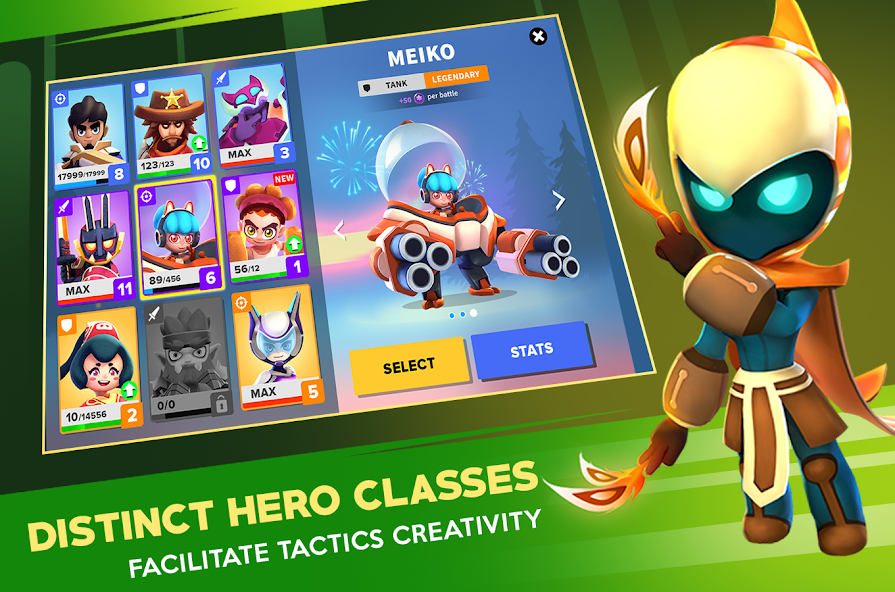 17999/17999 8
123/123 10
MAX 3
MAX 11
89/456 6
NEW
56/12 1
10/14556 2
0/0
MAX 5
MEIKO
TANK LEGENDARY
+50 per battle
SELECT
STATS
DISTINCT HERO CLASSES
FACILITATE TACTICS CREATIVITY